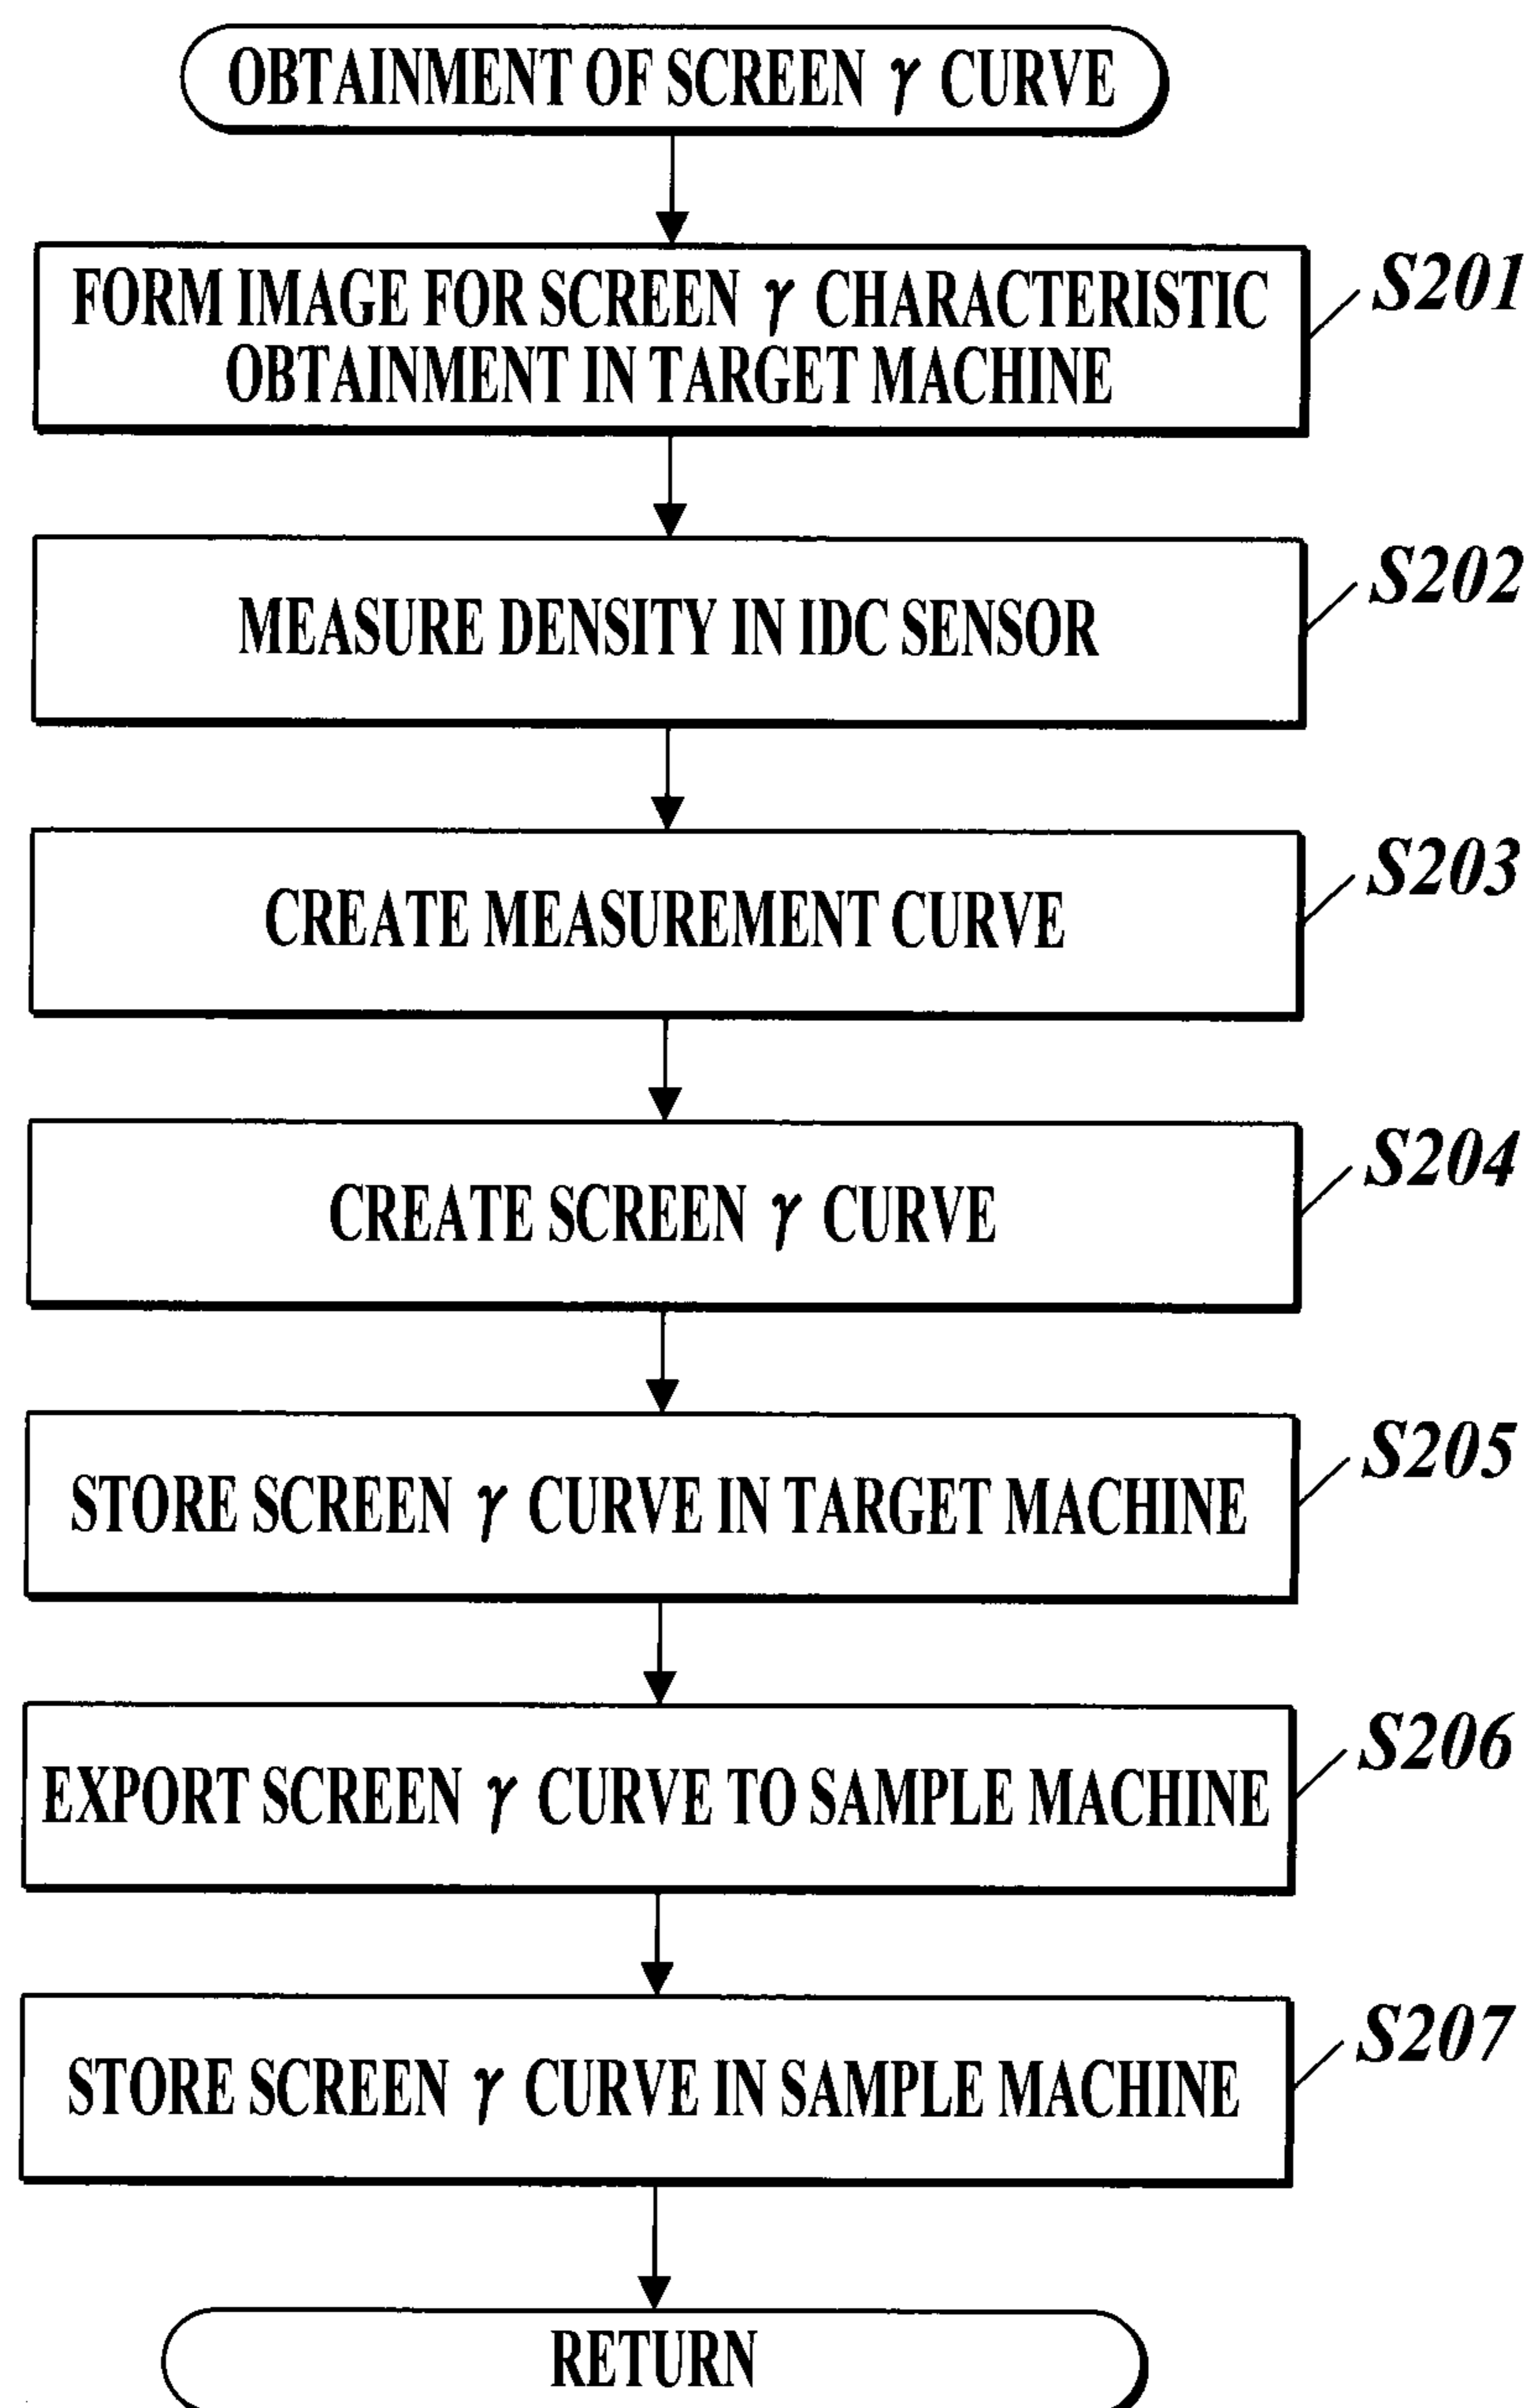 OBTAINMENT OF SCREEN γ CURVE
FORM IMAGE FOR SCREEN γ CHARACTERISTIC
OBTAINMENT IN TARGET MACHINE
S201
MEASURE DENSITY IN IDC SENSOR
S202
CREATE MEASUREMENT CURVE
S203
CREATE SCREEN γ CURVE
S204
STORE SCREEN γ CURVE IN TARGET MACHINE
S205
EXPORT SCREEN γ CURVE TO SAMPLE MACHINE
S206
STORE SCREEN γ CURVE IN SAMPLE MACHINE
S207
RETURN